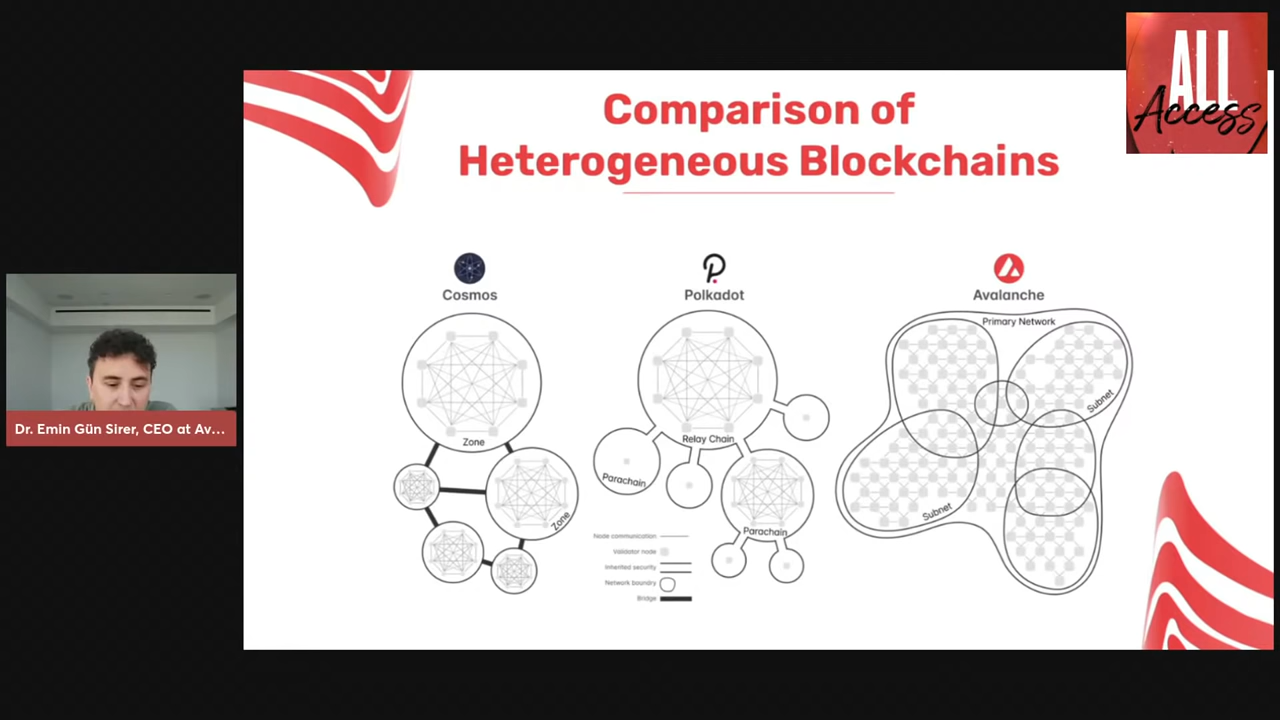 ALL
Access
Comparison of
Heterogeneous Blockchains
Cosmos
Polkadot
Avalanche
Primary Network
Subnet
Zone
Relay Chain
Parachain
Zone
Subnet
Parachain
Node communication
Validator node
Inherited security
Network boundry
Bridge
Dr. Emin Gün Sirer, CEO at Av...